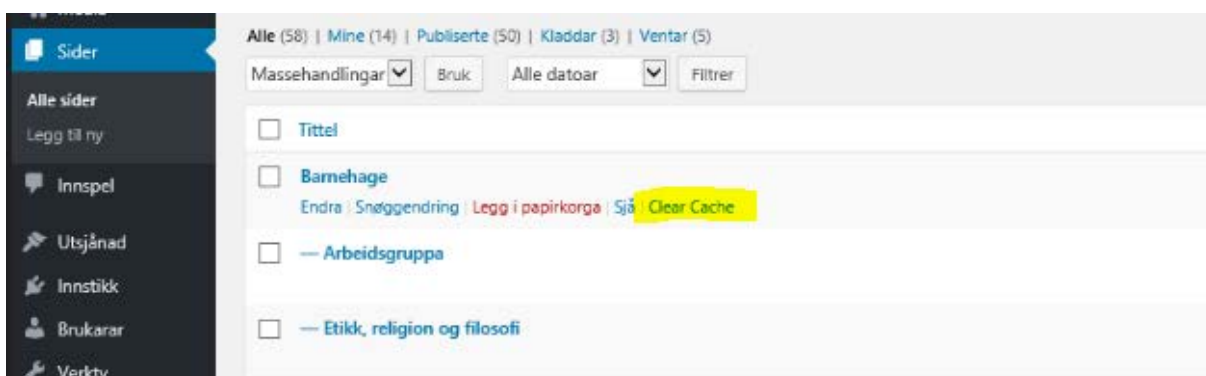 Sider
Alle sider
Legg til ny
Innspel
Utsjånad
Innstikk
Brukarar
Alle (58) | Mine (14) | Publiserte (50) | Kladdar (3) | Ventar (5)
Massehandlingar Bruk Alle datoar Filtrer
Tittel
Barnehage
Endra | Snøggendring | Legg i papirkorga | Sjå | Clear Cache
— Arbeidsgruppa
— Etikk, religion og filosofi